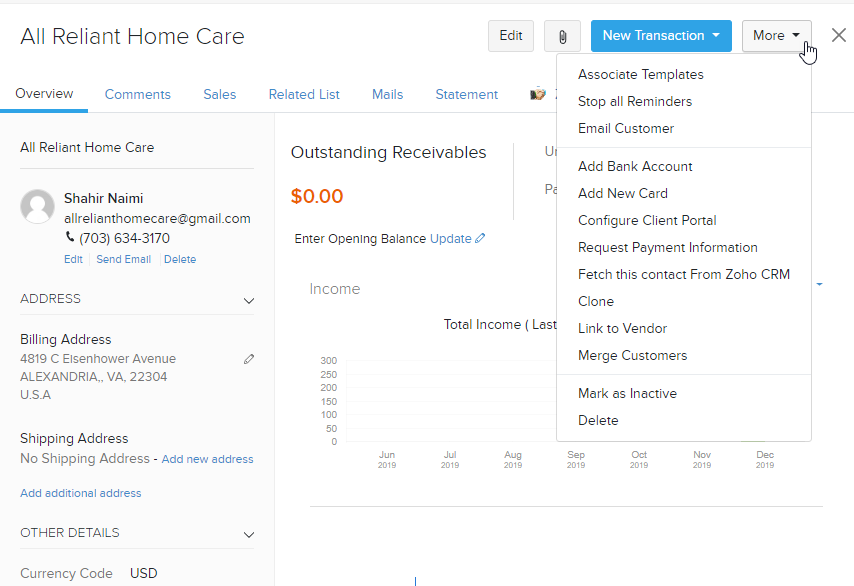 All Reliant Home Care
Edit
New Transaction
More
Overview
Comments
Sales
Related List
Mails
Statement
Associate Templates
Stop all Reminders
Email Customer
Add Bank Account
Add New Card
Configure Client Portal
Request Payment Information
Fetch this contact From Zoho CRM
Clone
Link to Vendor
Merge Customers
Mark as Inactive
Delete
All Reliant Home Care
Shahir Naimi
allrelianthomecare@gmail.com
(703) 634-3170
Edit Send Email Delete
ADDRESS
Billing Address
4819 C Eisenhower Avenue
ALEXANDRIA,, VA, 22304
U.S.A
Shipping Address
No Shipping Address - Add new address
Add additional address
OTHER DETAILS
Currency Code USD
Outstanding Receivables
$0.00
Enter Opening Balance Update
Income
Total Income ( Last
300
250
200
150
100
50
0
Jun Jul Aug Sep Oct Nov Dec
2019 2019 2019 2019 2019 2019 2019